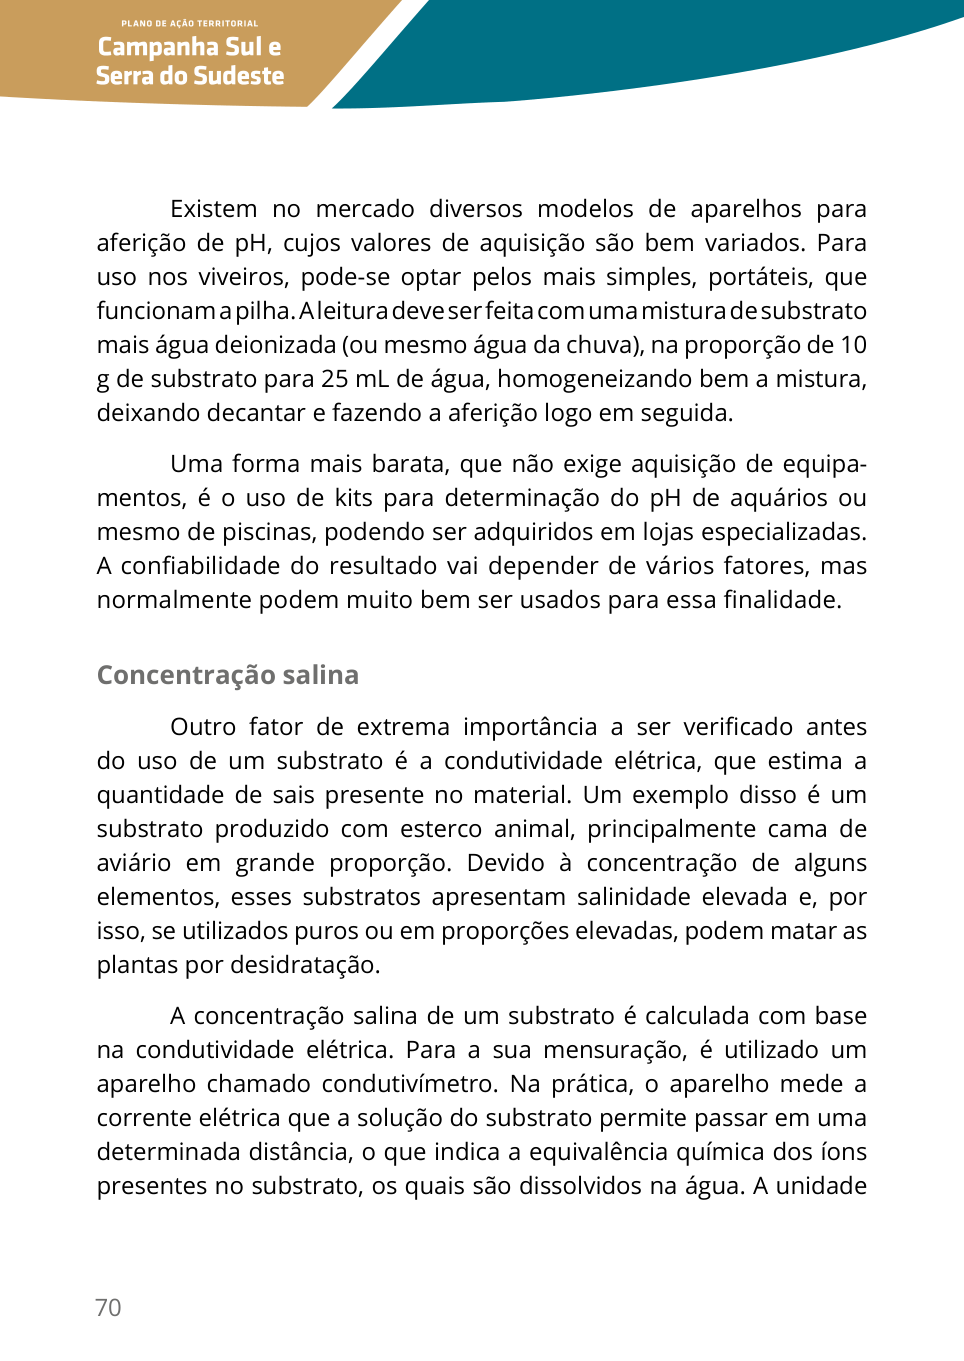 PLANO DE AÇÃO TERRITORIAL
Campanha Sul e
Serra do Sudeste
Existem no mercado diversos modelos de aparelhos para
aferição de pH, cujos valores de aquisição são bem variados. Para
uso nos viveiros, pode-se optar pelos mais simples, portáteis, que
funcionam a pilha. A leitura deve ser feita com uma mistura de substrato
mais água deionizada (ou mesmo água da chuva), na proporção de 10
g de substrato para 25 mL de água, homogeneizando bem a mistura,
deixando decantar e fazendo a aferição logo em seguida.
Uma forma mais barata, que não exige aquisição de equipa-
mentos, é o uso de kits para determinação do pH de aquários ou
mesmo de piscinas, podendo ser adquiridos em lojas especializadas.
A confiabilidade do resultado vai depender de vários fatores, mas
normalmente podem muito bem ser usados para essa finalidade.
Concentração salina
Outro fator de extrema importância a ser verificado antes
do uso de um substrato é a condutividade elétrica, que estima a
quantidade de sais presente no material. Um exemplo disso é um
substrato produzido com esterco animal, principalmente cama de
aviário em grande proporção. Devido à concentração de alguns
elementos, esses substratos apresentam salinidade elevada e, por
isso, se utilizados puros ou em proporções elevadas, podem matar as
plantas por desidratação.
A concentração salina de um substrato é calculada com base
na condutividade elétrica. Para a sua mensuração, é utilizado um
aparelho chamado condutivímetro. Na prática, o aparelho mede a
corrente elétrica que a solução do substrato permite passar em uma
determinada distância, o que indica a equivalência química dos íons
presentes no substrato, os quais são dissolvidos na água. A unidade
70